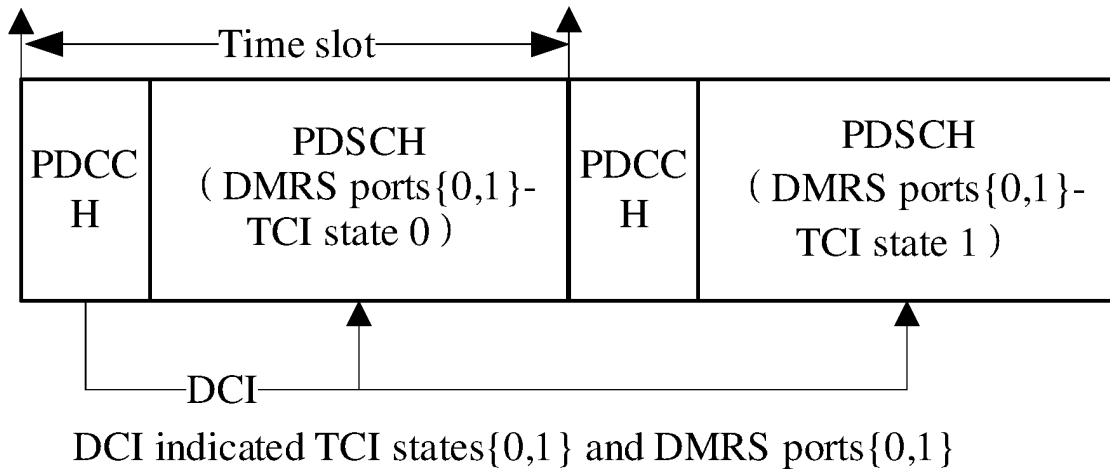 Time slot
PDCC
H
PDSCH
( DMRS ports{0,1}-
TCI state 0 )
PDCC
H
PDSCH
( DMRS ports{0,1}-
TCI state 1 )
DCI
DCI indicated TCI states{0,1} and DMRS ports{0,1}